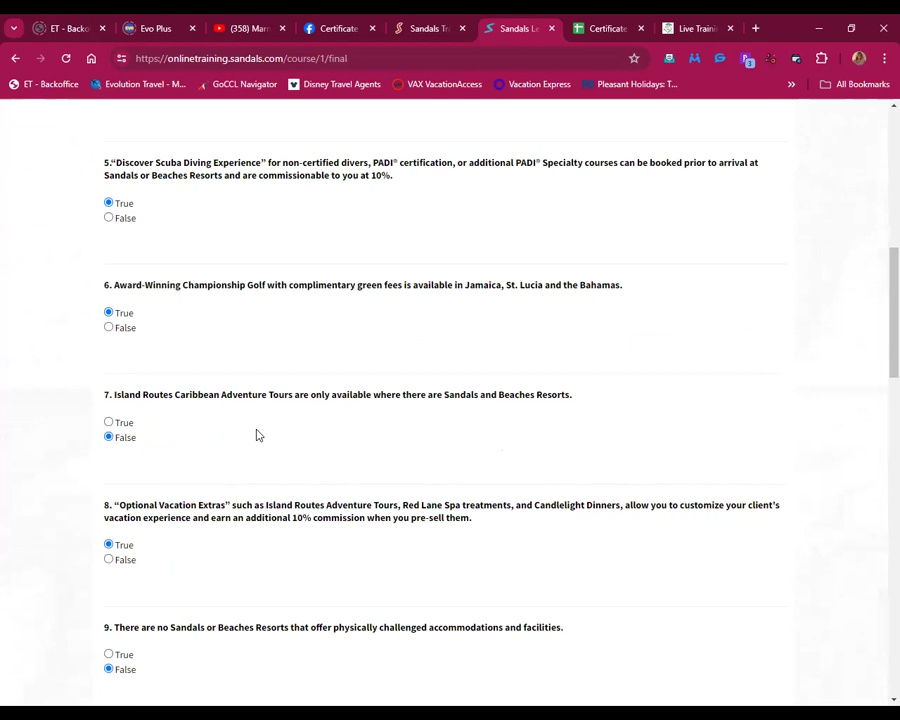 ET - Backo
Evo Plus
(358) Marr
Certificate
Sandals Tr
Sandals Le
Certificate
Live Traini
https://onlinetraining.sandals.com/course/1/final
3
ET - Backoffice
Evolution Travel - M...
GoCCL Navigator
Disney Travel Agents
VAX VacationAccess
Vacation Express
Pleasant Holidays: T...
All Bookmarks
5.“Discover Scuba Diving Experience” for non-certified divers, PADI® certification, or additional PADI® Specialty courses can be booked prior to arrival at
Sandals or Beaches Resorts and are commissionable to you at 10%.
True
False
6. Award-Winning Championship Golf with complimentary green fees is available in Jamaica, St. Lucia and the Bahamas.
True
False
7. Island Routes Caribbean Adventure Tours are only available where there are Sandals and Beaches Resorts.
True
False
8. “Optional Vacation Extras” such as Island Routes Adventure Tours, Red Lane Spa treatments, and Candlelight Dinners, allow you to customize your client's
vacation experience and earn an additional 10% commission when you pre-sell them.
True
False
9. There are no Sandals or Beaches Resorts that offer physically challenged accommodations and facilities.
True
False